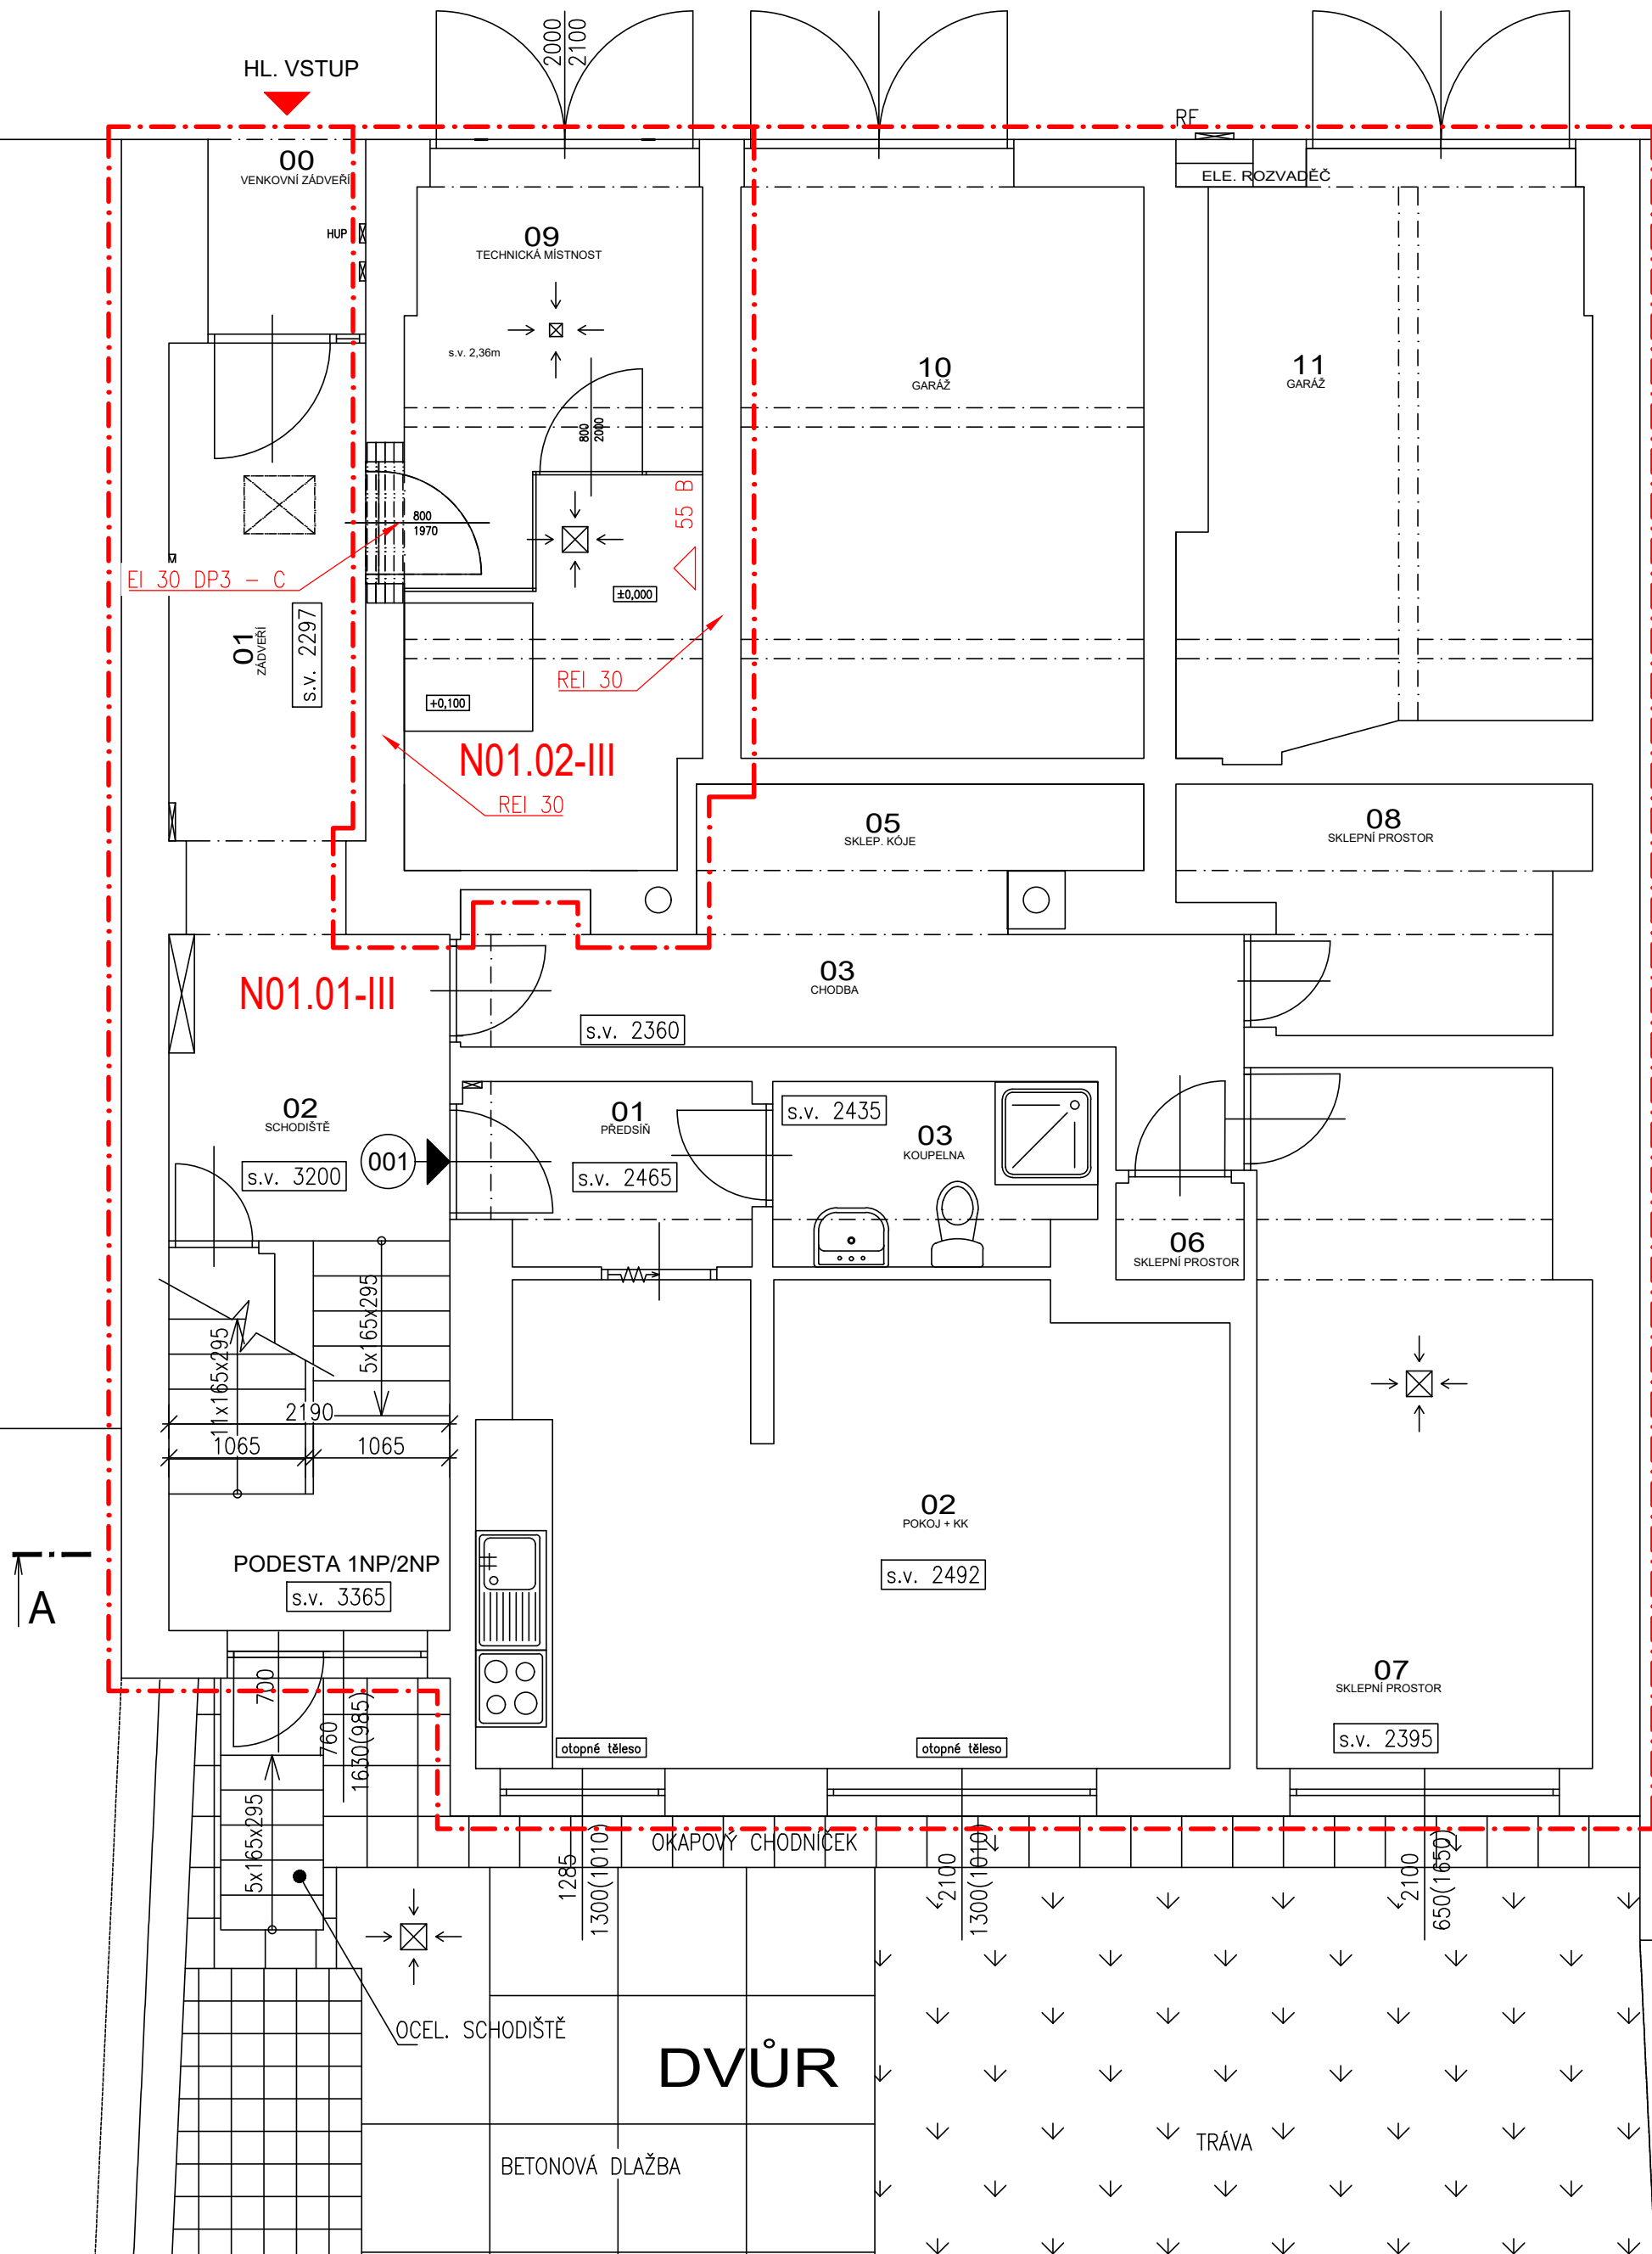 HL. VSTUP
2000
2100
RE
00
VENKOVNÍ ZÁDVEŘÍ
ELE. ROZVADĚČ
HUP
09
TECHNICKÁ MÍSTNOST
s.v. 2,36m
10
GARÁŽ
11
GARÁŽ
800
2000
55 B
800
1970
EI 30 DP3 - C
±0,000
01
ZÁDVEŘÍ
s.v. 2297
REI 30
+0,100
N01.02-III
REI 30
05
SKLEP. KÓJE
08
SKLEPNÍ PROSTOR
N01.01-III
03
CHODBA
s.v. 2360
02
SCHODIŠTĚ
s.v. 3200
001
01
PŘEDSÍŇ
s.v. 2465
s.v. 2435
03
KOUPELNA
06
SKLEPNÍ PROSTOR
11x165x295
5x165x295
2190
1065
1065
02
POKOJ + KK
s.v. 2492
PODESTA 1NP/2NP
s.v. 3365
A
07
SKLEPNÍ PROSTOR
s.v. 2395
700
760
1630(985)
otopné těleso
otopné těleso
5x165x295
OKAPOVÝ CHODNÍČEK
1285
1300(1010)
2100
1300(1010)
2100
650(1650)
OCEL. SCHODIŠTĚ
DVŮR
TRÁVA
BETONOVÁ DLAŽBA